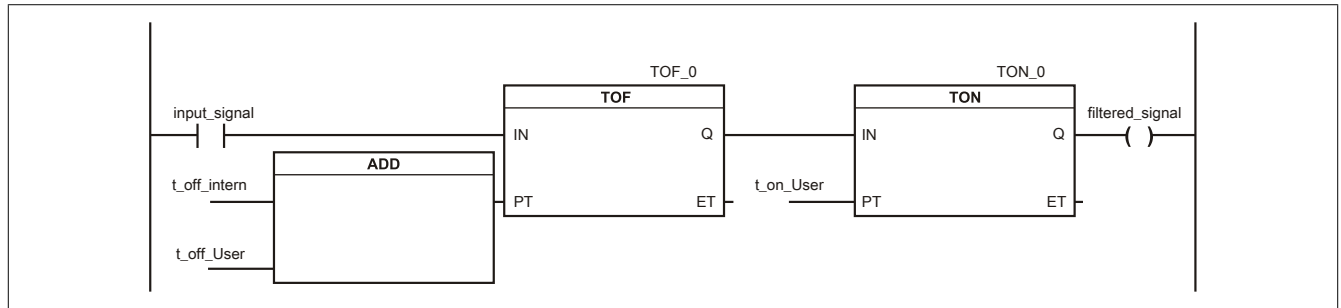 TOF_0
TON_0
TOF
TON
input_signal
filtered_signal
IN
Q
IN
Q
ADD
t_off_intern
t_on_User
PT
ET
PT
ET
t_off_User